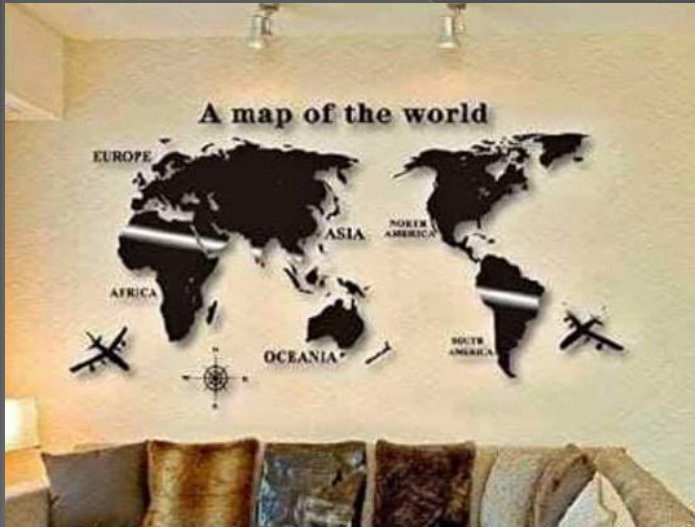 A map of the world
EUROPE
ASIA
NORTH
AMERICA
AFRICA
OCEANIA
SOUTH
AMERICA
N
W
E
S